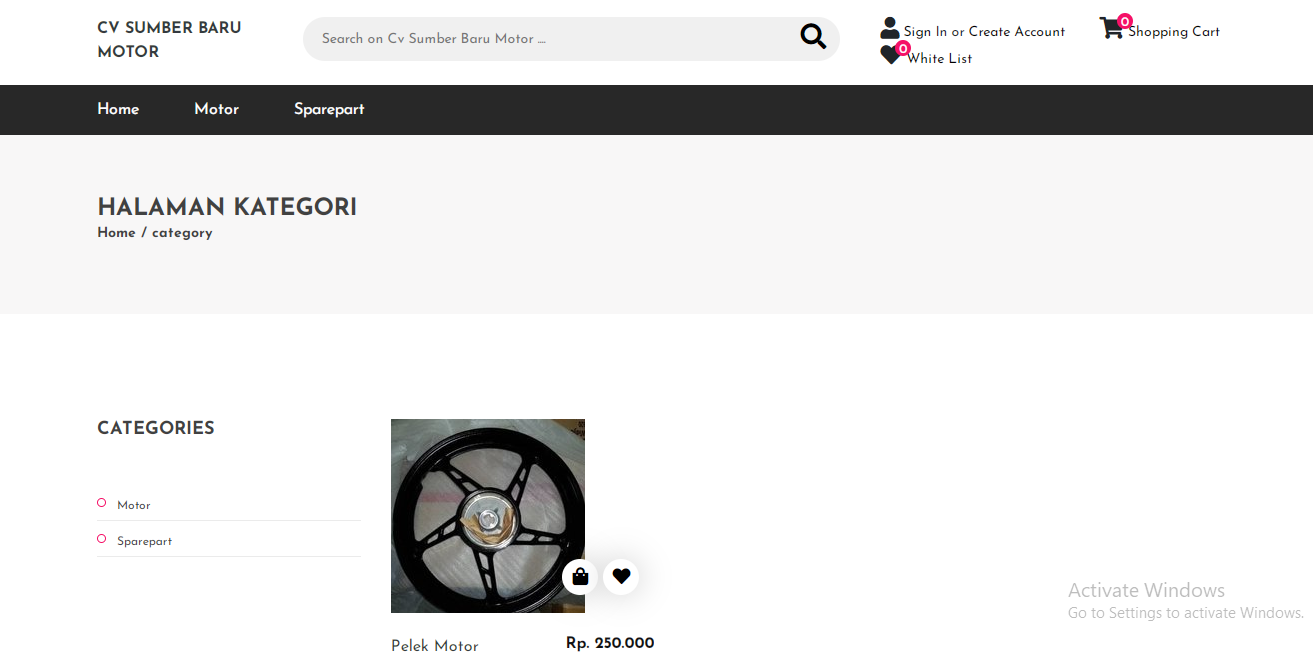 CV SUMBER BARU
MOTOR
Search on Cv Sumber Baru Motor ....
Sign In or Create Account
0
Shopping Cart
0
White List
Home
Motor
Sparepart
HALAMAN KATEGORI
Home / category
CATEGORIES
Motor
Sparepart
Pelek Motor
Rp. 250.000
Activate Windows
Go to Settings to activate Windows.